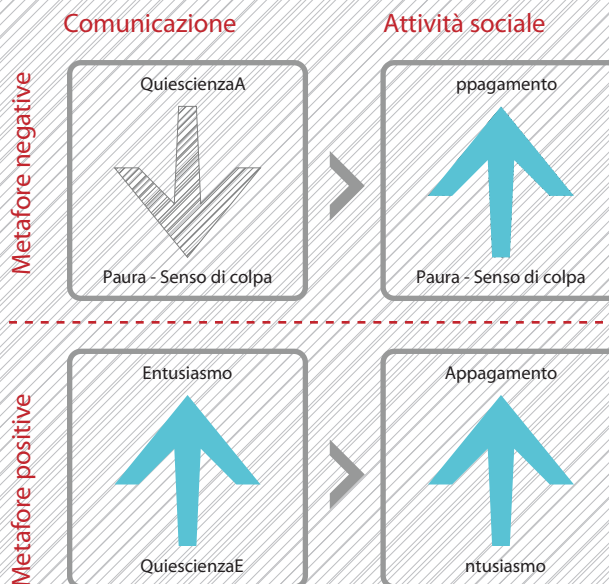 Comunicazione
Attività sociale
Metafore negative
QuiescienzaA
ppagamento
Paura - Senso di colpa
Paura - Senso di colpa
Metafore positive
Entusiasmo
Appagamento
QuiescienzaE
ntusiasmo